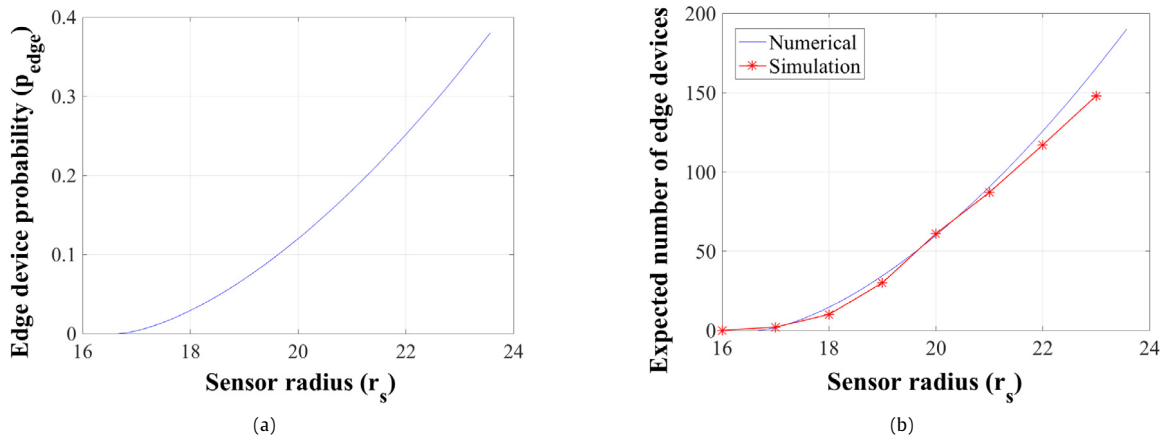 Edge device probability (p_edge)
0.4
0.3
0.2
0.1
0
16
18
20
22
24
Sensor radius (r_s)
(a)
Expected number of edge devices
200
150
100
50
0
Numerical
Simulation
16
18
20
22
24
Sensor radius (r_s)
(b)